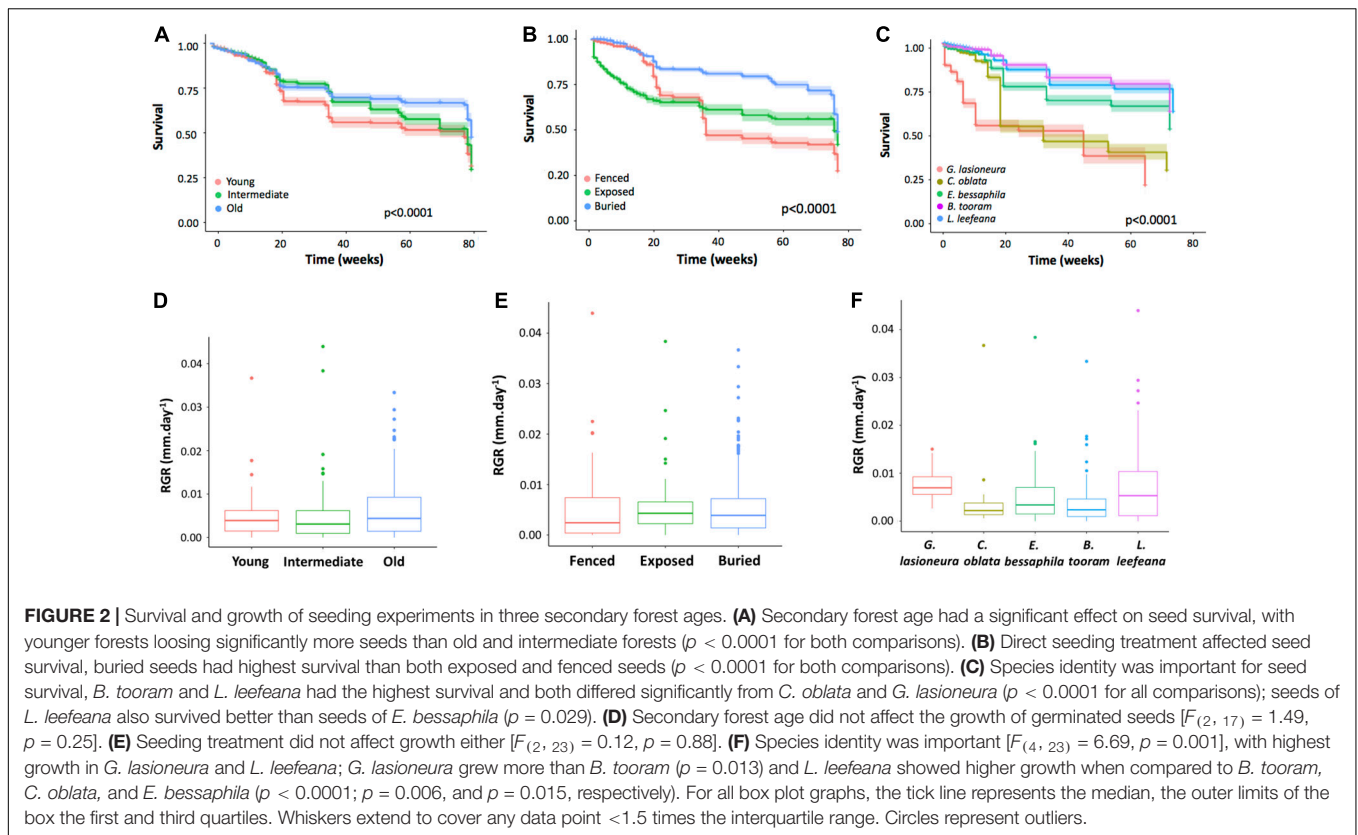 A
B
C
1.00
0.75
0.50
0.25
0.00
Survival
Young
Intermediate
Old
p<0.0001
0 20 40 60 80
Time (weeks)
1.00
0.75
0.50
0.25
0.00
Survival
Fenced
Exposed
Buried
p<0.0001
0 20 40 60 80
Time (weeks)
1.00
0.75
0.50
0.25
0.00
Survival
G. lasioneura
C. oblata
E. bessaphila
B. tooram
L. leefeana
p<0.0001
0 20 40 60 80
Time (weeks)
D
E
F
0.04
0.03
0.02
0.01
0.00
RGR (mm.day-1)
Young Intermediate Old
0.04
0.03
0.02
0.01
0.00
RGR (mm.day-1)
Fenced Exposed Buried
0.04
0.03
0.02
0.01
0.00
RGR (mm.day-1)
G. C. E. B. L.
lasioneura oblata bessaphila tooram leefeana
FIGURE 2 | Survival and growth of seeding experiments in three secondary forest ages. (A) Secondary forest age had a significant effect on seed survival, with
younger forests loosing significantly more seeds than old and intermediate forests (p < 0.0001 for both comparisons). (B) Direct seeding treatment affected seed
survival, buried seeds had highest survival than both exposed and fenced seeds (p < 0.0001 for both comparisons). (C) Species identity was important for seed
survival, B. tooram and L. leefeana had the highest survival and both differed significantly from C. oblata and G. lasioneura (p < 0.0001 for all comparisons); seeds of
L. leefeana also survived better than seeds of E. bessaphila (p = 0.029). (D) Secondary forest age did not affect the growth of germinated seeds [F(2, 17) = 1.49,
p = 0.25]. (E) Seeding treatment did not affect growth either [F(2, 23) = 0.12, p = 0.88]. (F) Species identity was important [F(4, 23) = 6.69, p = 0.001], with highest
growth in G. lasioneura and L. leefeana; G. lasioneura grew more than B. tooram (p = 0.013) and L. leefeana showed higher growth when compared to B. tooram,
C. oblata, and E. bessaphila (p < 0.0001; p = 0.006, and p = 0.015, respectively). For all box plot graphs, the tick line represents the median, the outer limits of the
box the first and third quartiles. Whiskers extend to cover any data point <1.5 times the interquartile range. Circles represent outliers.